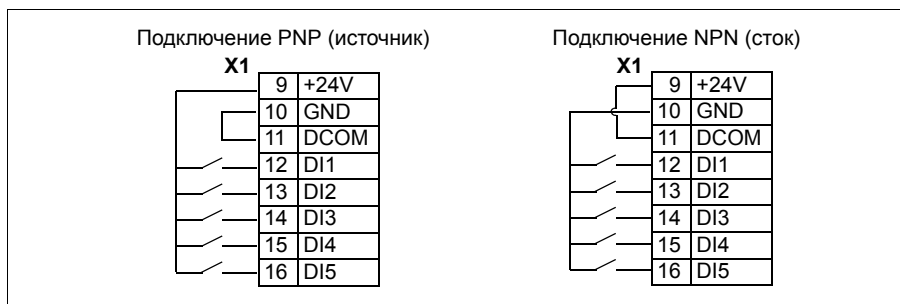 Подключение PNP (источник)
X1
9 +24V
10 GND
11 DCOM
12 DI1
13 DI2
14 DI3
15 DI4
16 DI5
Подключение NPN (сток)
X1
9 +24V
10 GND
11 DCOM
12 DI1
13 DI2
14 DI3
15 DI4
16 DI5